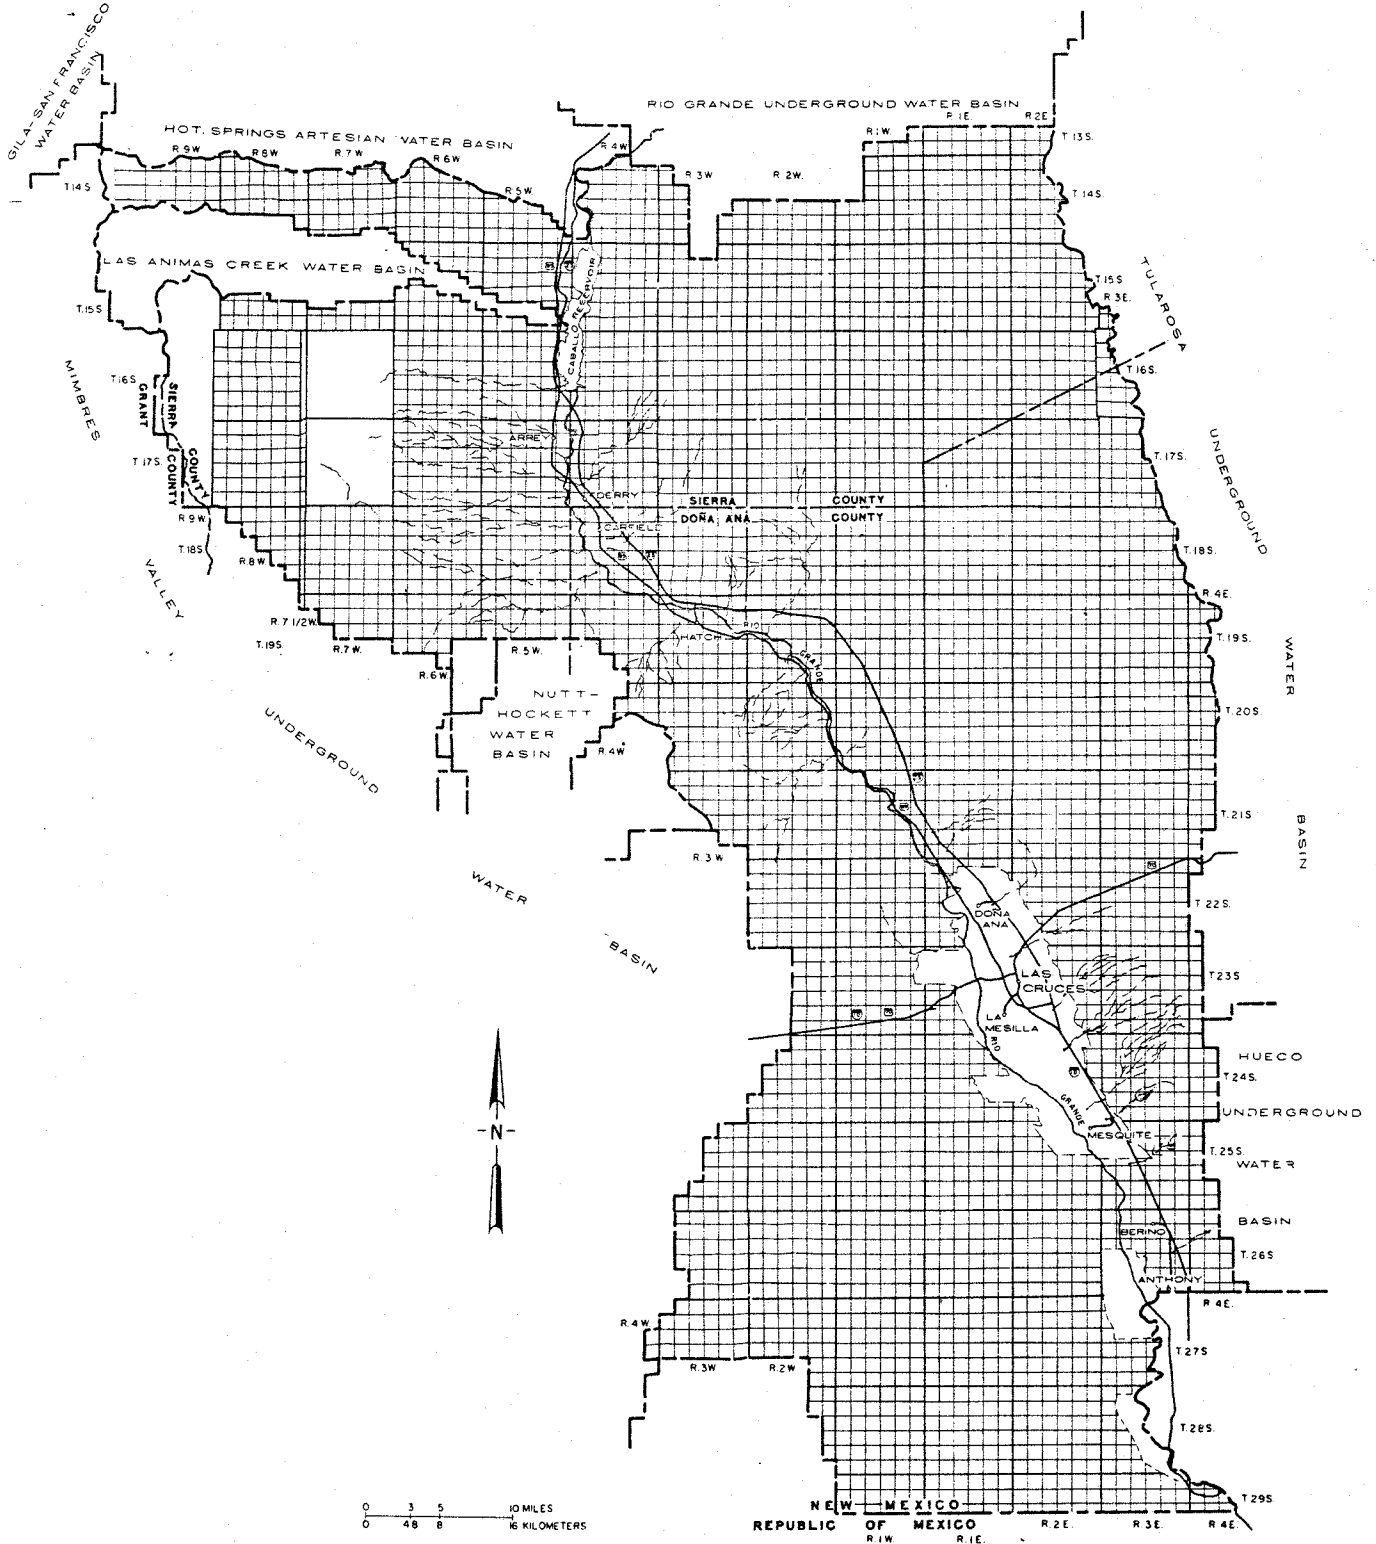 GILA-SAN FRANCISCO
WATER BASIN
RIO GRANDE UNDERGROUND WATER BASIN
R.1W.
R.1E.
R.2E.
T.13S.
HOT SPRINGS ARTESIAN WATER BASIN
R.9W.
R.8W.
R.7W.
R.6W.
R.5W.
R.4W.
R.3W
R.2W.
T.14S
T.14S.
LAS ANIMAS CREEK WATER BASIN
CABALLO RESERVOIR
T.15S.
T.15S
R.3E.
TULAROSA
MIMBRES
T.16S.
GRANT
SIERRA
COUNTY
COUNTY
T.16S.
T.17S.
ARREY
T.17S.
UNDERGROUND
R.9W.
DERRY
SIERRA COUNTY
DOÑA ANA COUNTY
GARFIELD
T.18S.
R.8W.
T.18S.
VALLEY
R.4E.
R.7 1/2W.
T.19S.
R.7W.
R.5W.
HATCH
RIO
GRANDE
T.19S.
WATER
R.6W.
NUTT-
HOCKETT
WATER
BASIN
R.4W.
T.20S.
UNDERGROUND
T.21S
BASIN
R.3W
WATER
T.22S.
DOÑA
ANA
BASIN
LAS
CRUCES
T23S
LA
MESILLA
RIO
HUECO
T.24S.
GRANDE
UNDERGROUND
-N-
MESQUITE
T.25S.
WATER
BERINO
BASIN
T.26S
ANTHONY
R.4E.
R.4W.
R.3W
R.2W.
T.27S
T.28S.
0 3 5 10 MILES
0 4.8 8 16 KILOMETERS
NEW MEXICO
T.29S.
REPUBLIC OF MEXICO
R.1W.
R.1E.
R.2E.
R.3E.
R.4E.